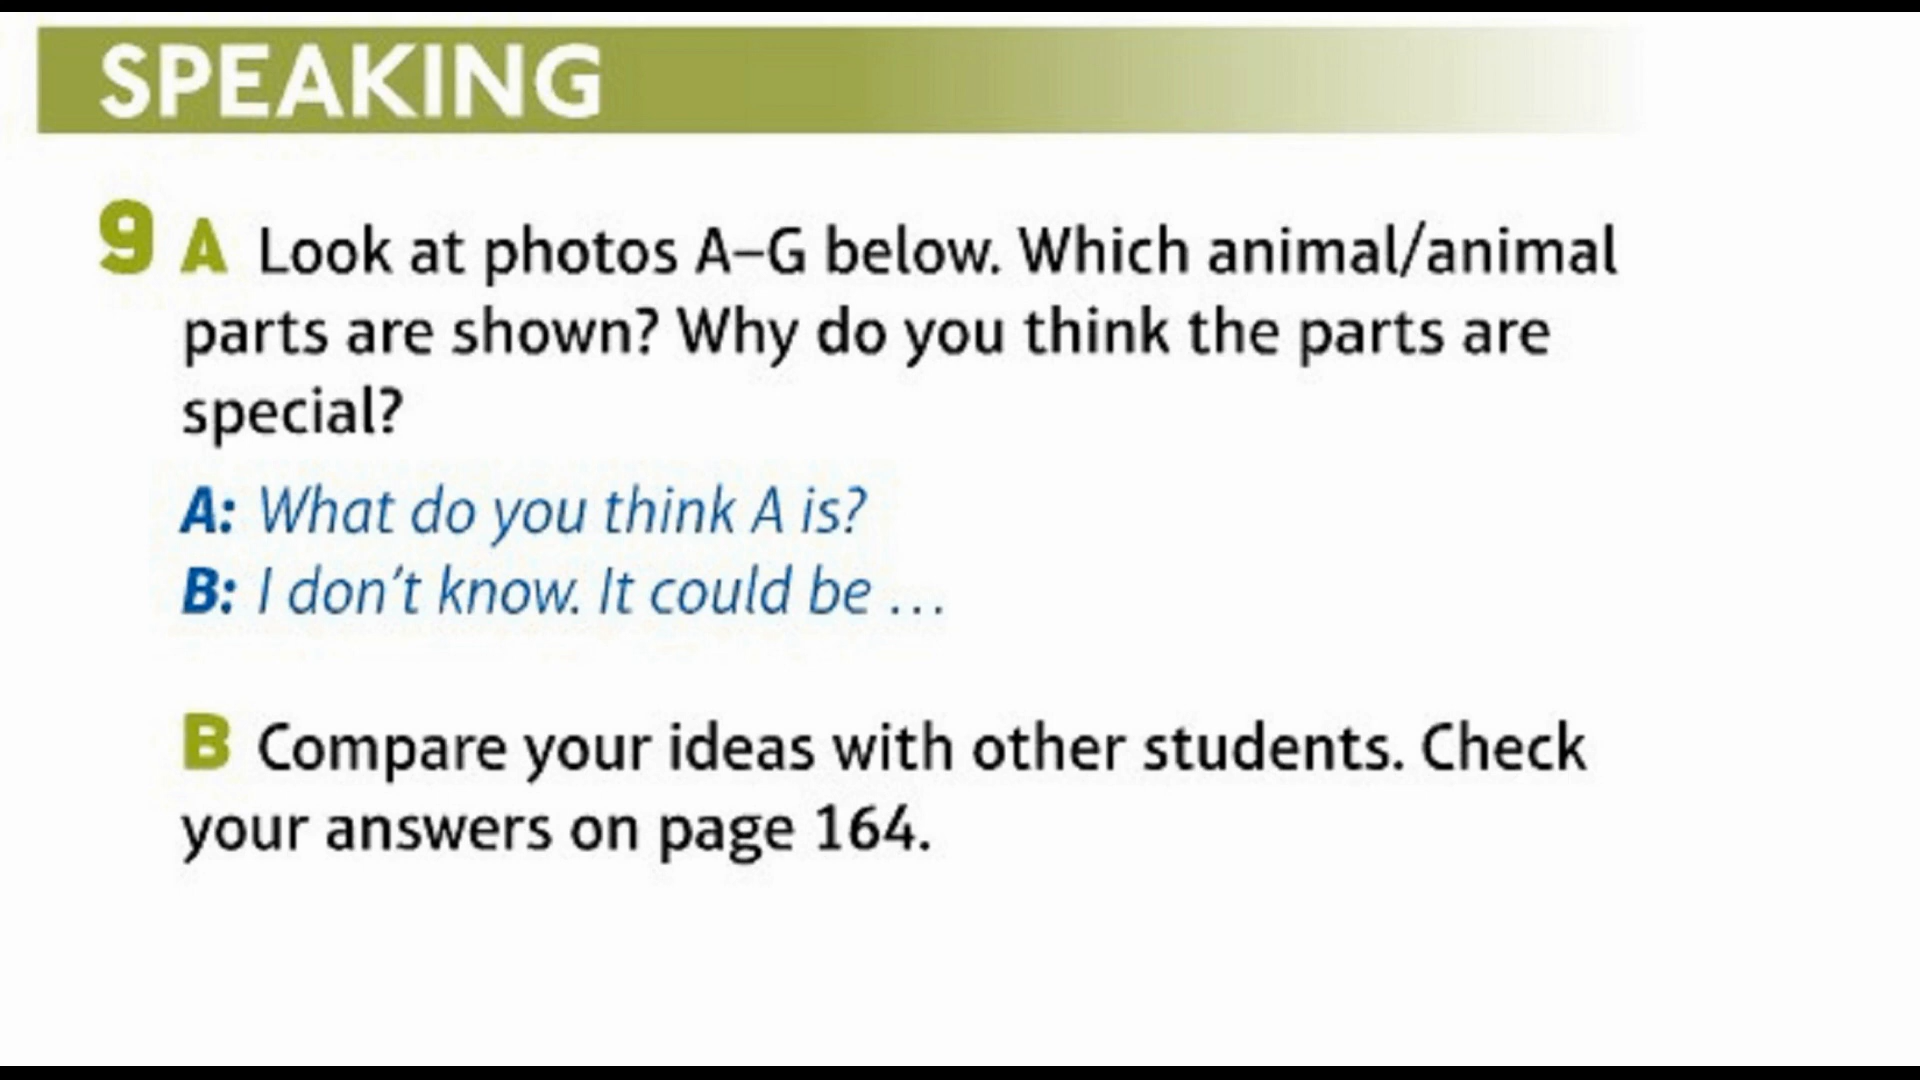 SPEAKING
9 A Look at photos A–G below. Which animal/animal
parts are shown? Why do you think the parts are
special?
A: What do you think A is?
B: I don't know. It could be ...
B Compare your ideas with other students. Check
your answers on page 164.